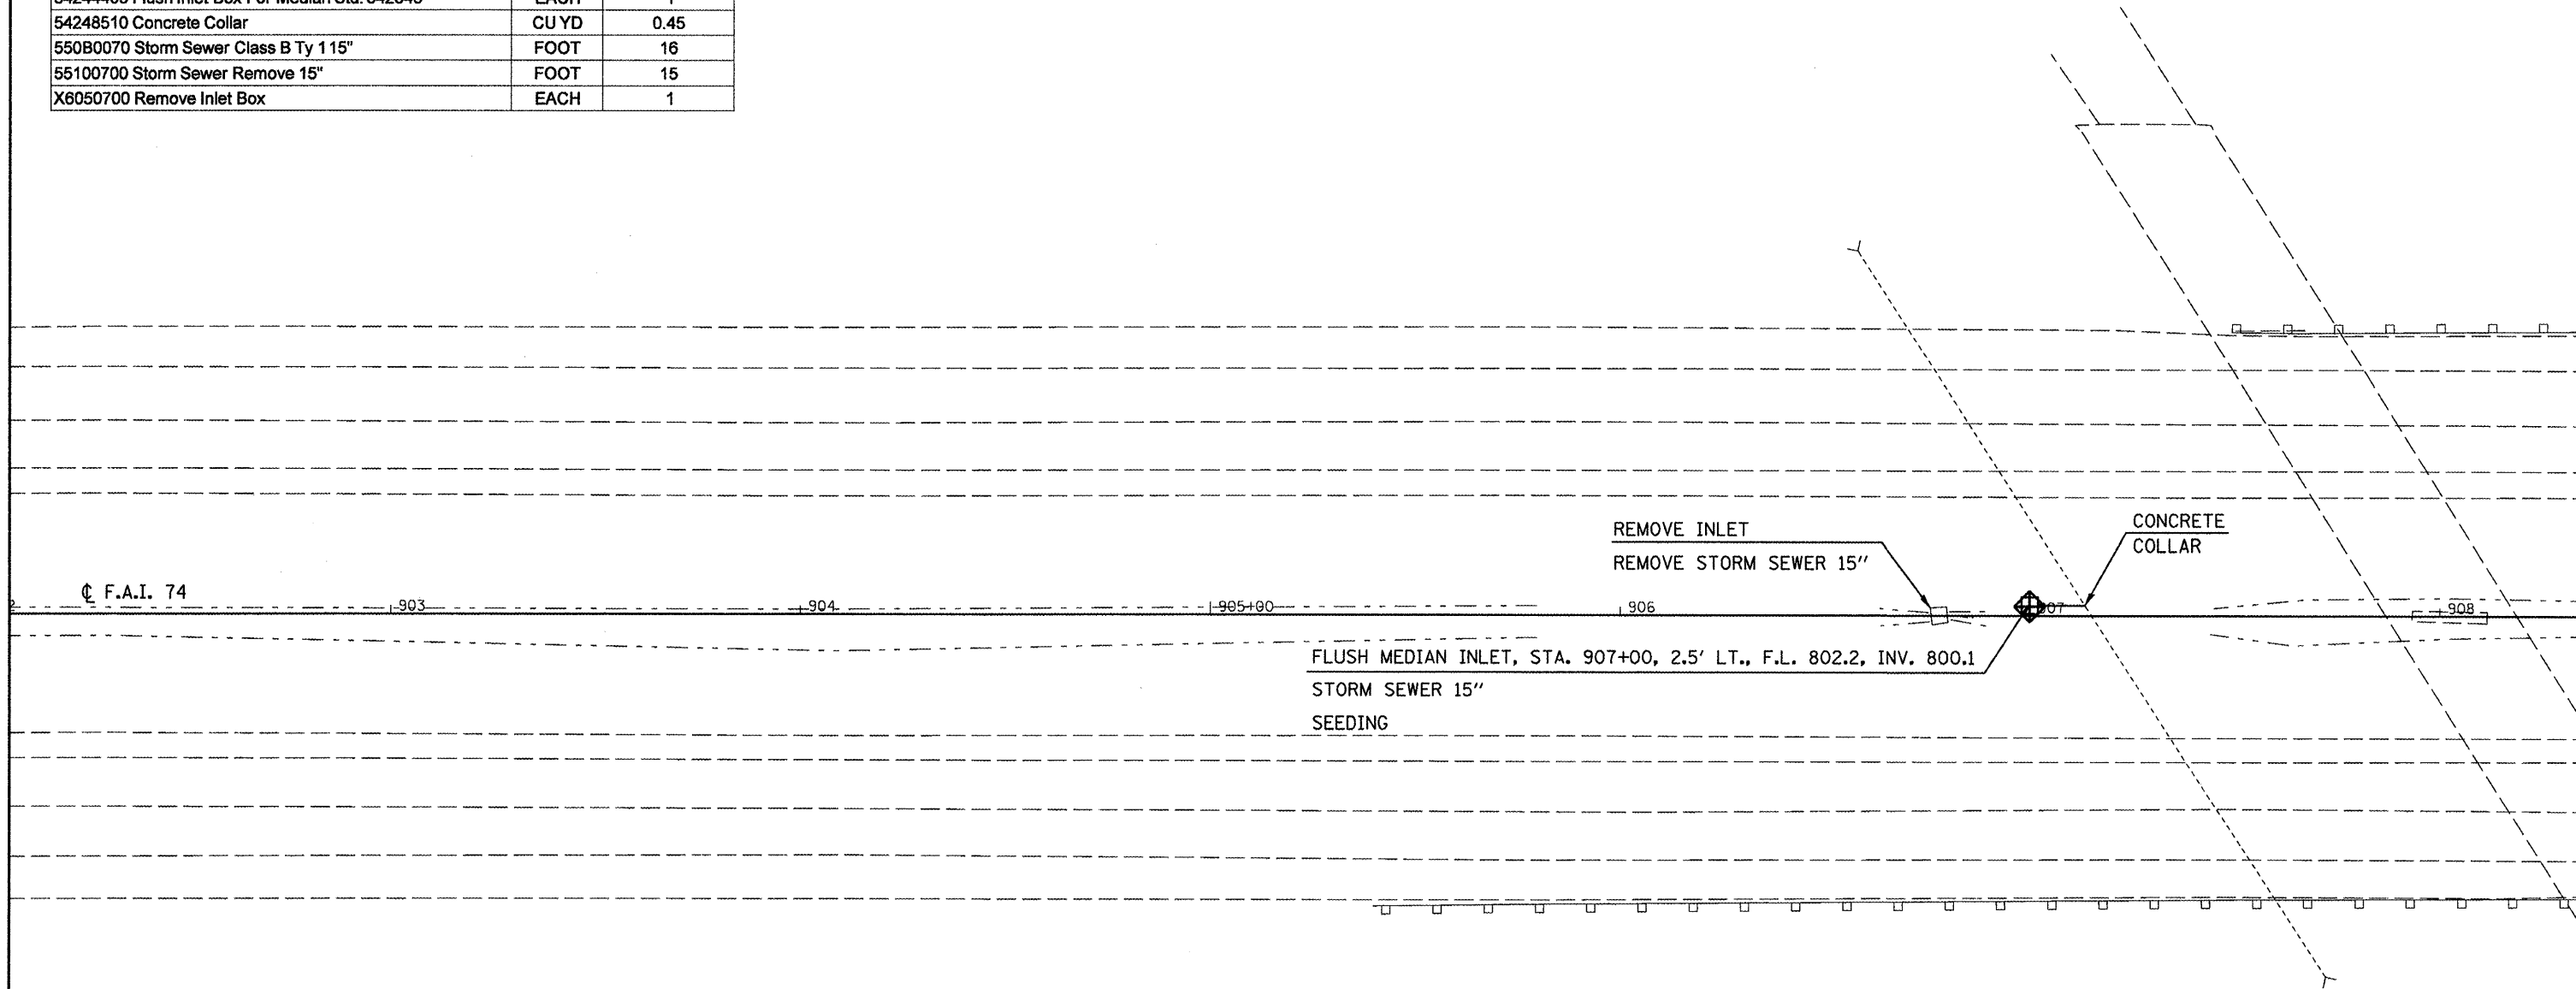 54248510 Concrete Collar CU YD 0.45
550B0070 Storm Sewer Class B Ty 1 15" FOOT 16
55100700 Storm Sewer Remove 15" FOOT 15
X6050700 Remove Inlet Box EACH 1
REMOVE INLET
REMOVE STORM SEWER 15"
CONCRETE
COLLAR
℄ F.A.I. 74
2 903 904 905+00 906 907 908
FLUSH MEDIAN INLET, STA. 907+00, 2.5' LT., F.L. 802.2, INV. 800.1
STORM SEWER 15"
SEEDING